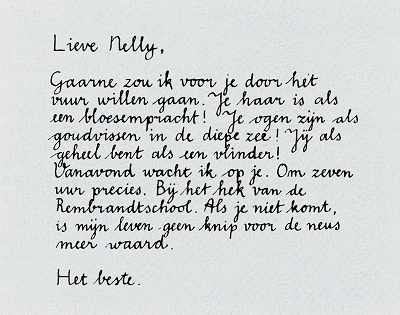 Lieve Nelly,
Gaarne zou ik voor je door het
vuur willen gaan. Je haar is als
een bloesempracht! Je ogen zijn als
goudvissen in de diepe zee! Jij als
geheel bent als een vlinder!
Vanavond wacht ik op je. Om zeven
uur precies. Bij het hek van de
Rembrandtschool. Als je niet komt,
is mijn leven geen knip voor de neus
meer waard.
Het beste.